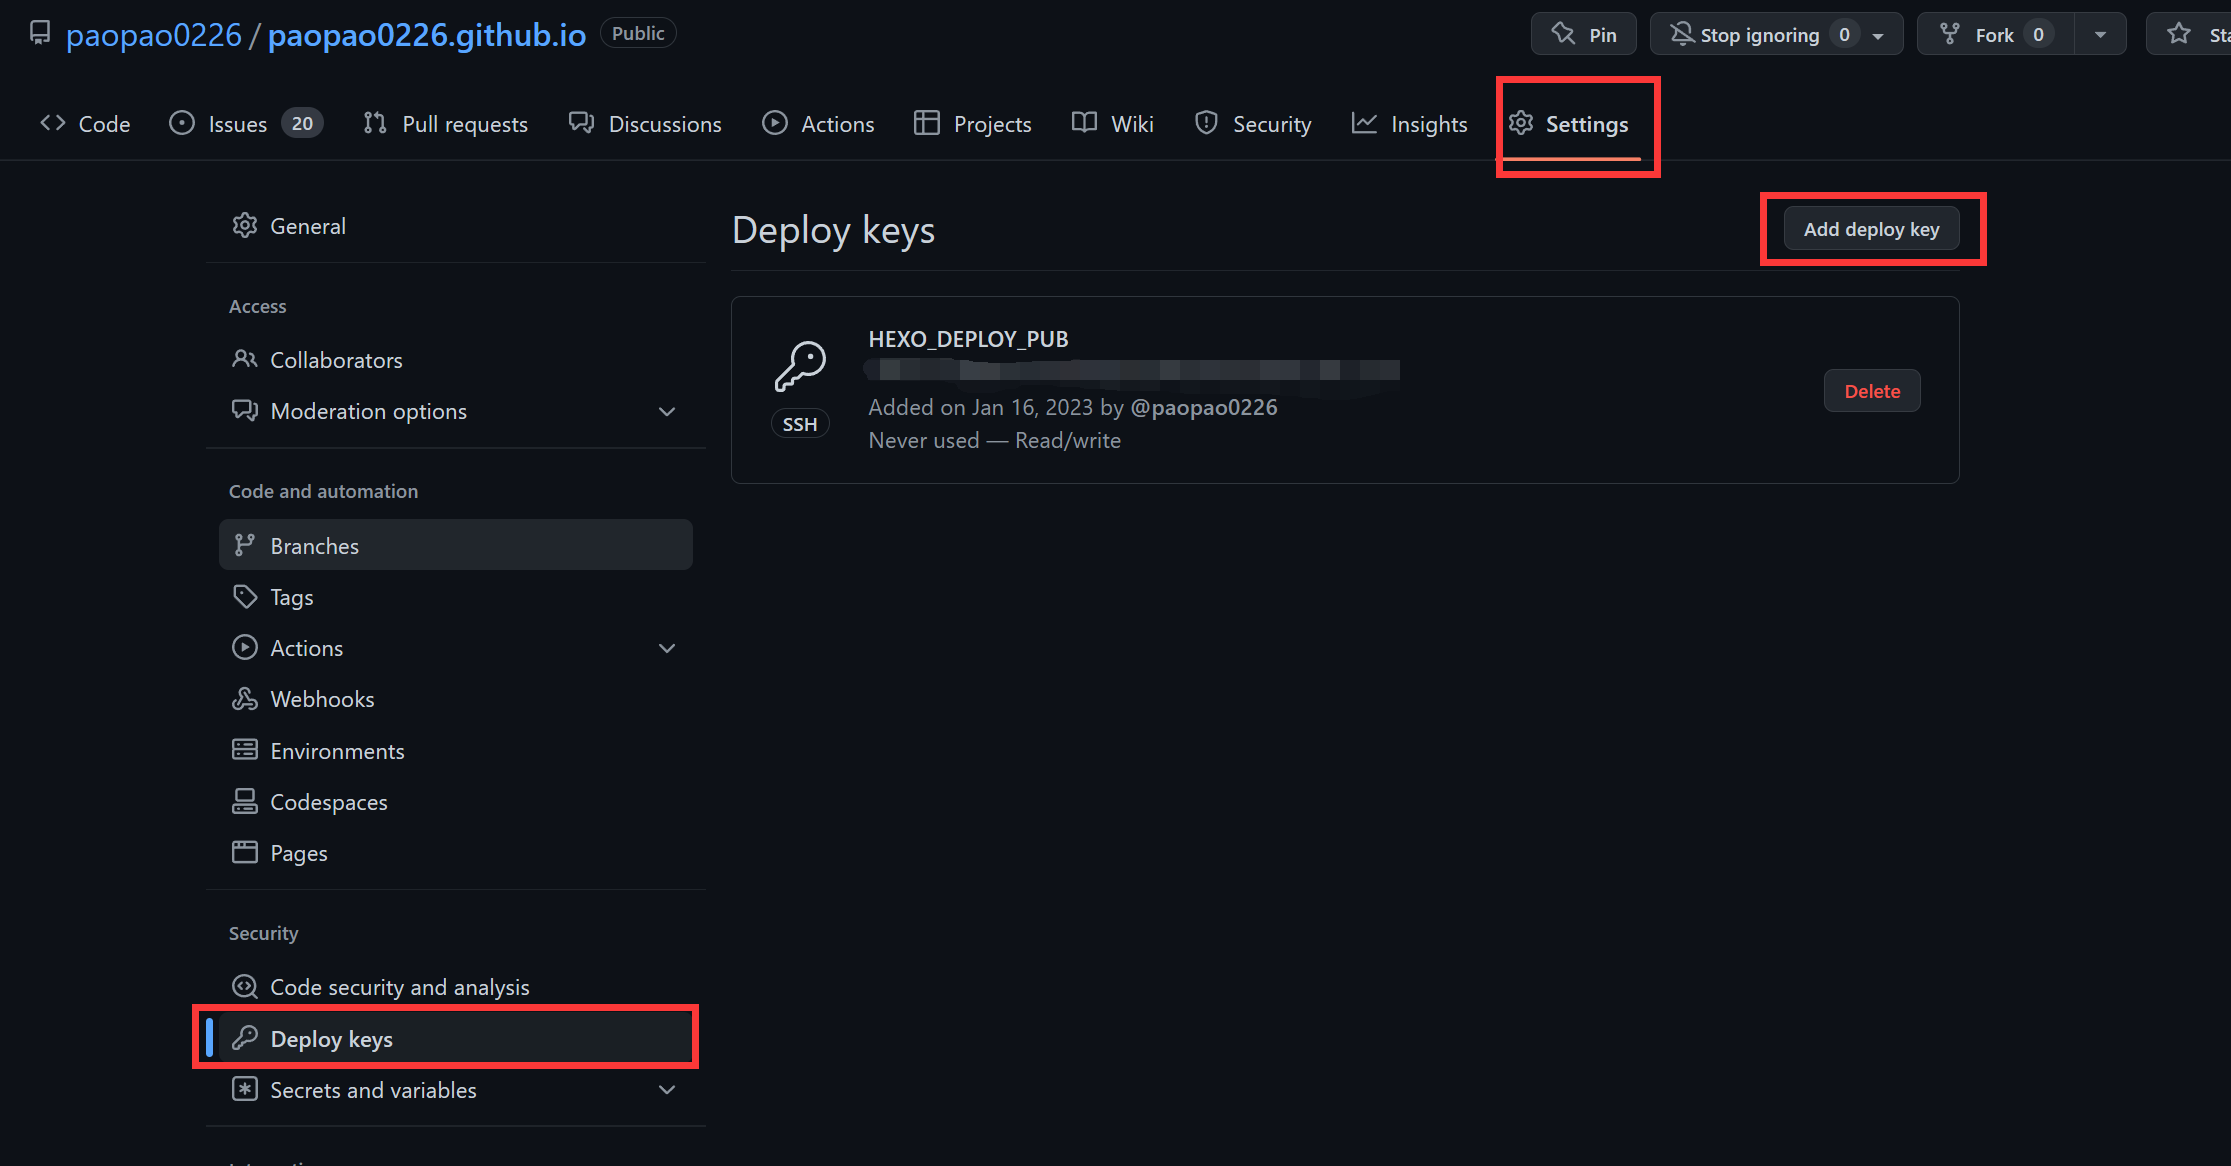 paopao0226 / paopao0226.github.io Public
Pin
Stop ignoring 0
Fork 0
Code
Issues 20
Pull requests
Discussions
Actions
Projects
Wiki
Security
Insights
Settings
General
Access
Collaborators
Moderation options
Code and automation
Branches
Tags
Actions
Webhooks
Environments
Codespaces
Pages
Security
Code security and analysis
Deploy keys
Secrets and variables
Deploy keys
Add deploy key
HEXO_DEPLOY_PUB
Added on Jan 16, 2023 by @paopao0226
Never used — Read/write
SSH
Delete